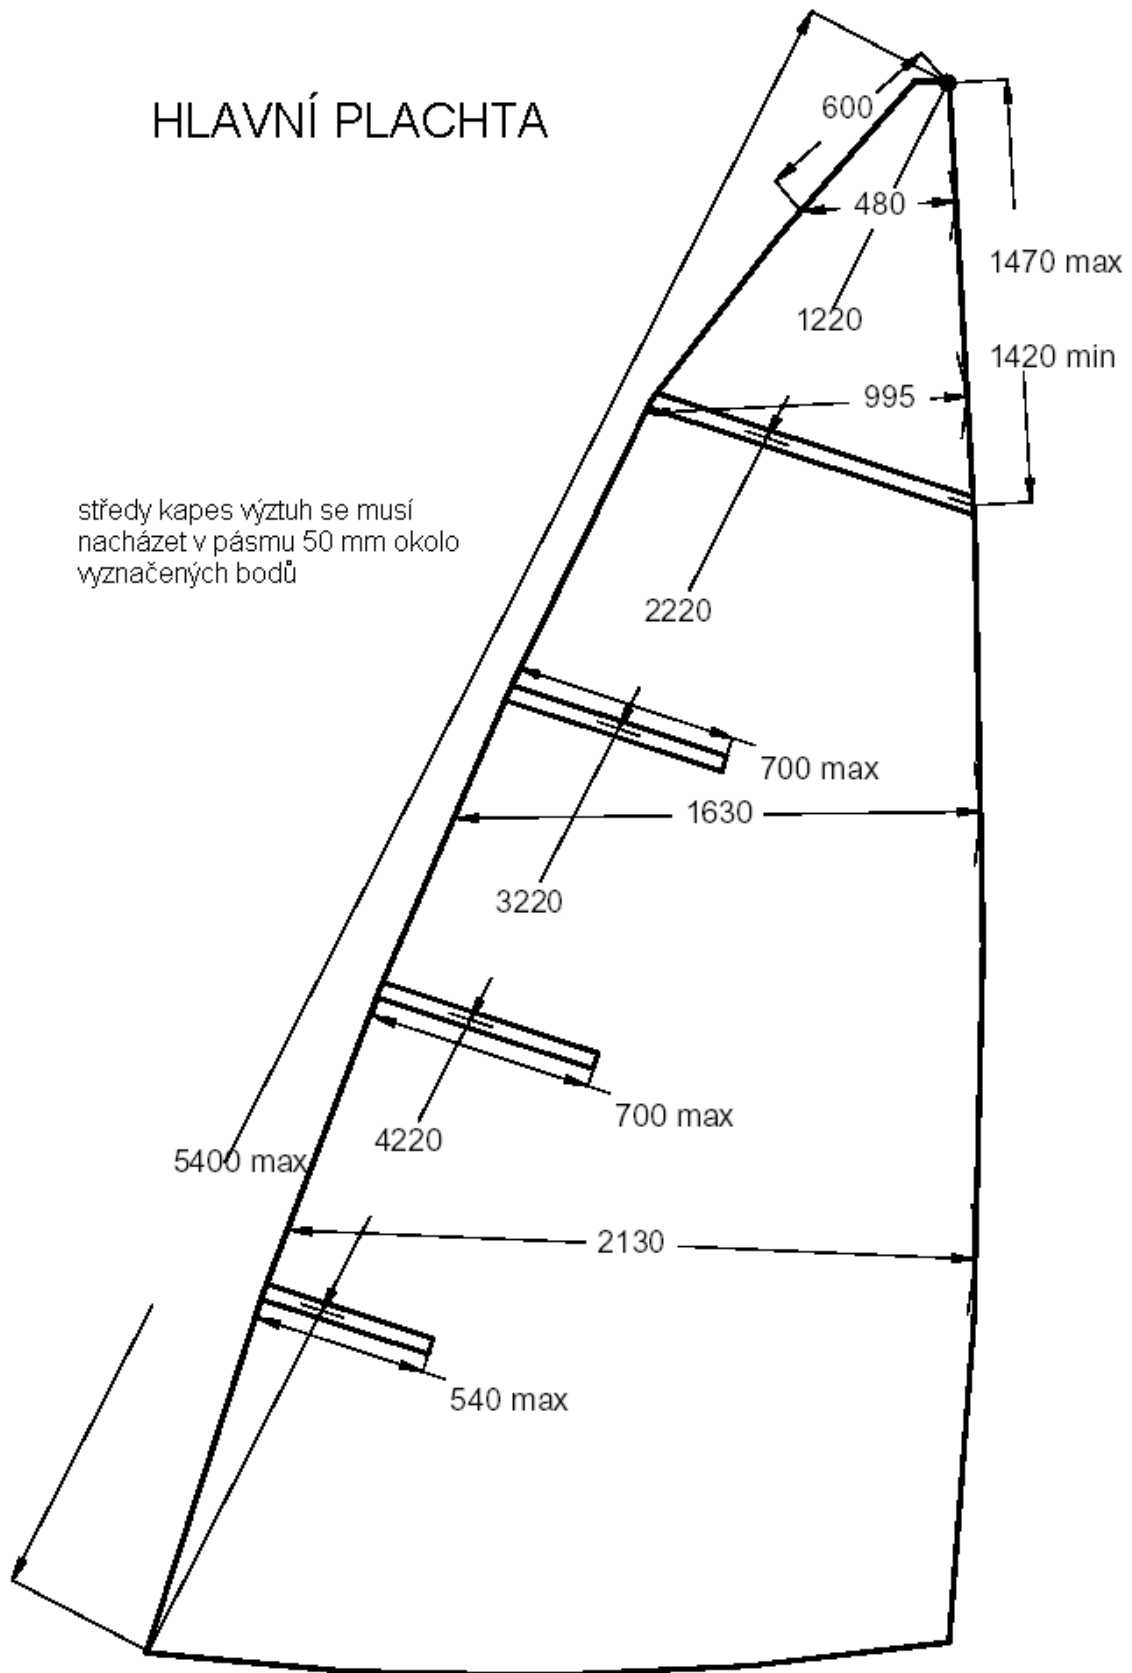 HLAVNÍ PLACHTA
600
480
1470 max
1220
1420 min
995
středy kapes výztuh se musí
nacházet v pásmu 50 mm okolo
vyznačených bodů
2220
700 max
1630
3220
700 max
4220
5400 max
2130
540 max